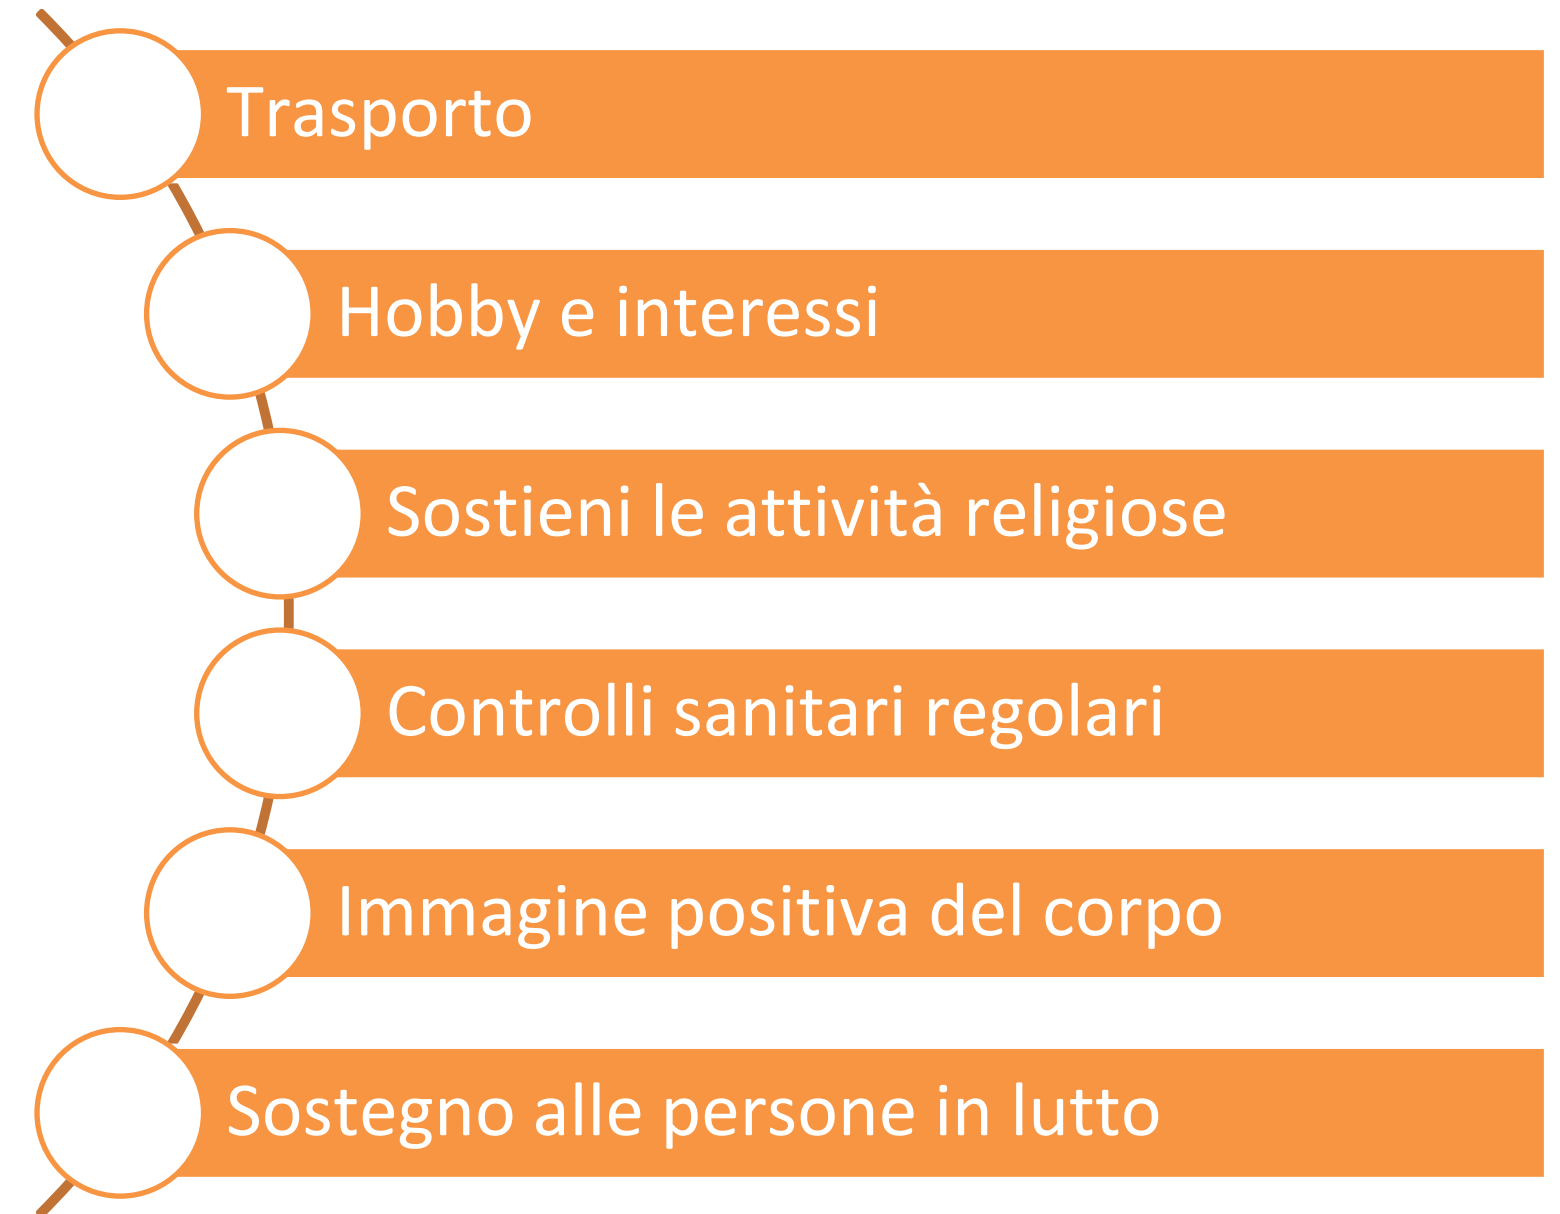 Trasporto
Hobby e interessi
Sostieni le attività religiose
Controlli sanitari regolari
Immagine positiva del corpo
Sostegno alle persone in lutto